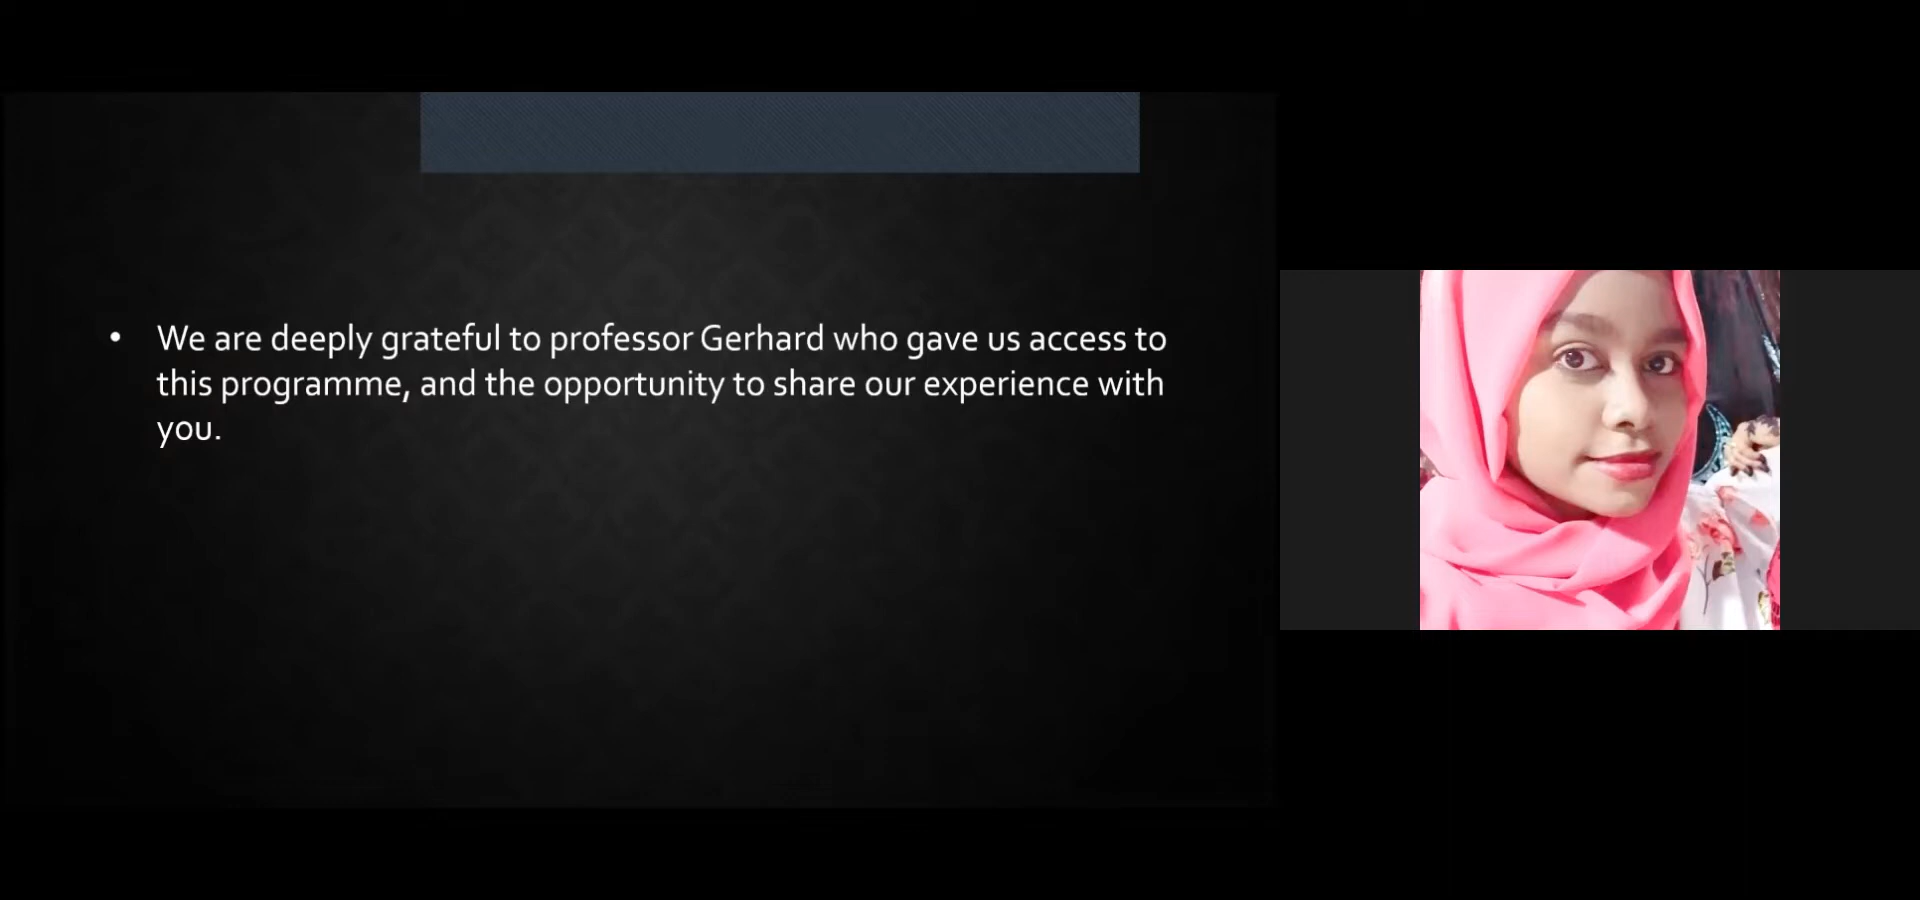 • We are deeply grateful to professor Gerhard who gave us access to
this programme, and the opportunity to share our experience with
you.